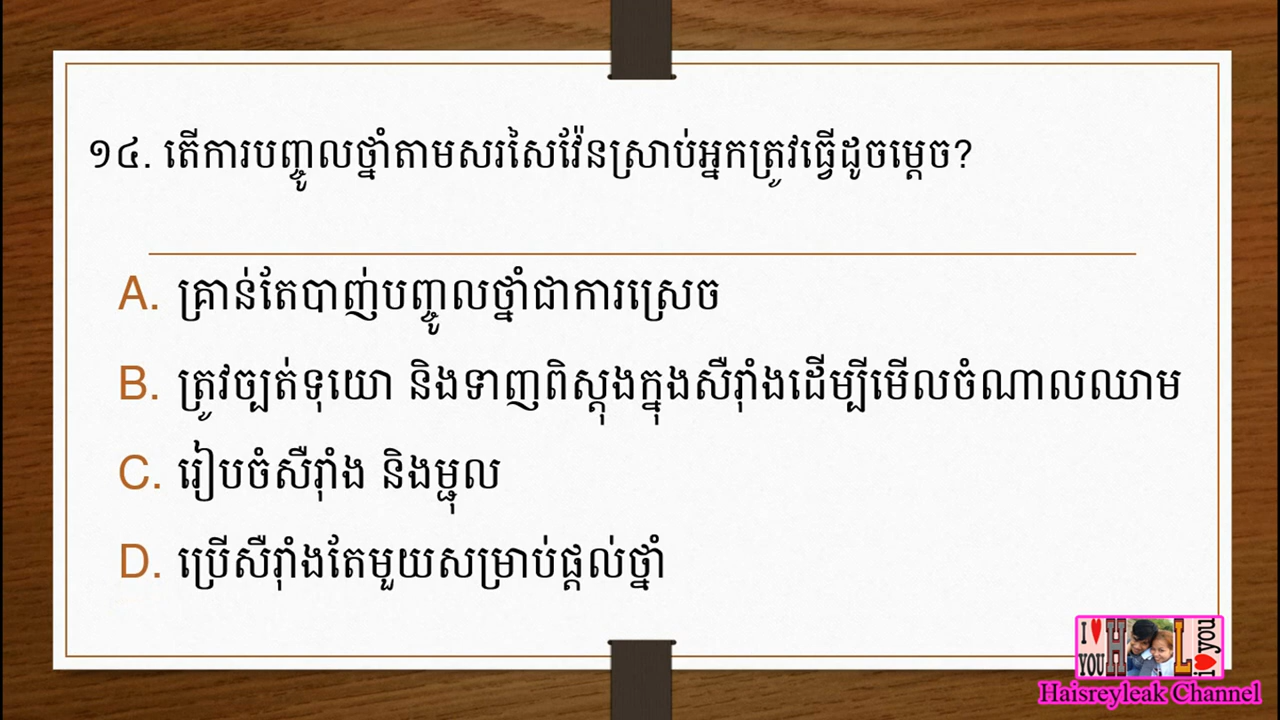 ១៤. តើការបញ្ចូលថ្នាំតាមសរសៃវ៉ែនស្រាប់អ្នកត្រូវធ្វើដូចម្ដេច?
A. គ្រាន់តែបាញ់បញ្ចូលថ្នាំជាការស្រេច
B. ត្រូវច្បត់ទុយោ និងទាញពិស្តុងក្នុងសឺរ៉ាំងដើម្បីមើលចំណាលឈាម
C. រៀបចំសឺរ៉ាំង និងម្ជុល
D. ប្រើសឺរ៉ាំងតែមួយសម្រាប់ផ្តល់ថ្នាំ
I ♥ YOU H L I ♥ you
Haisreyleak Channel